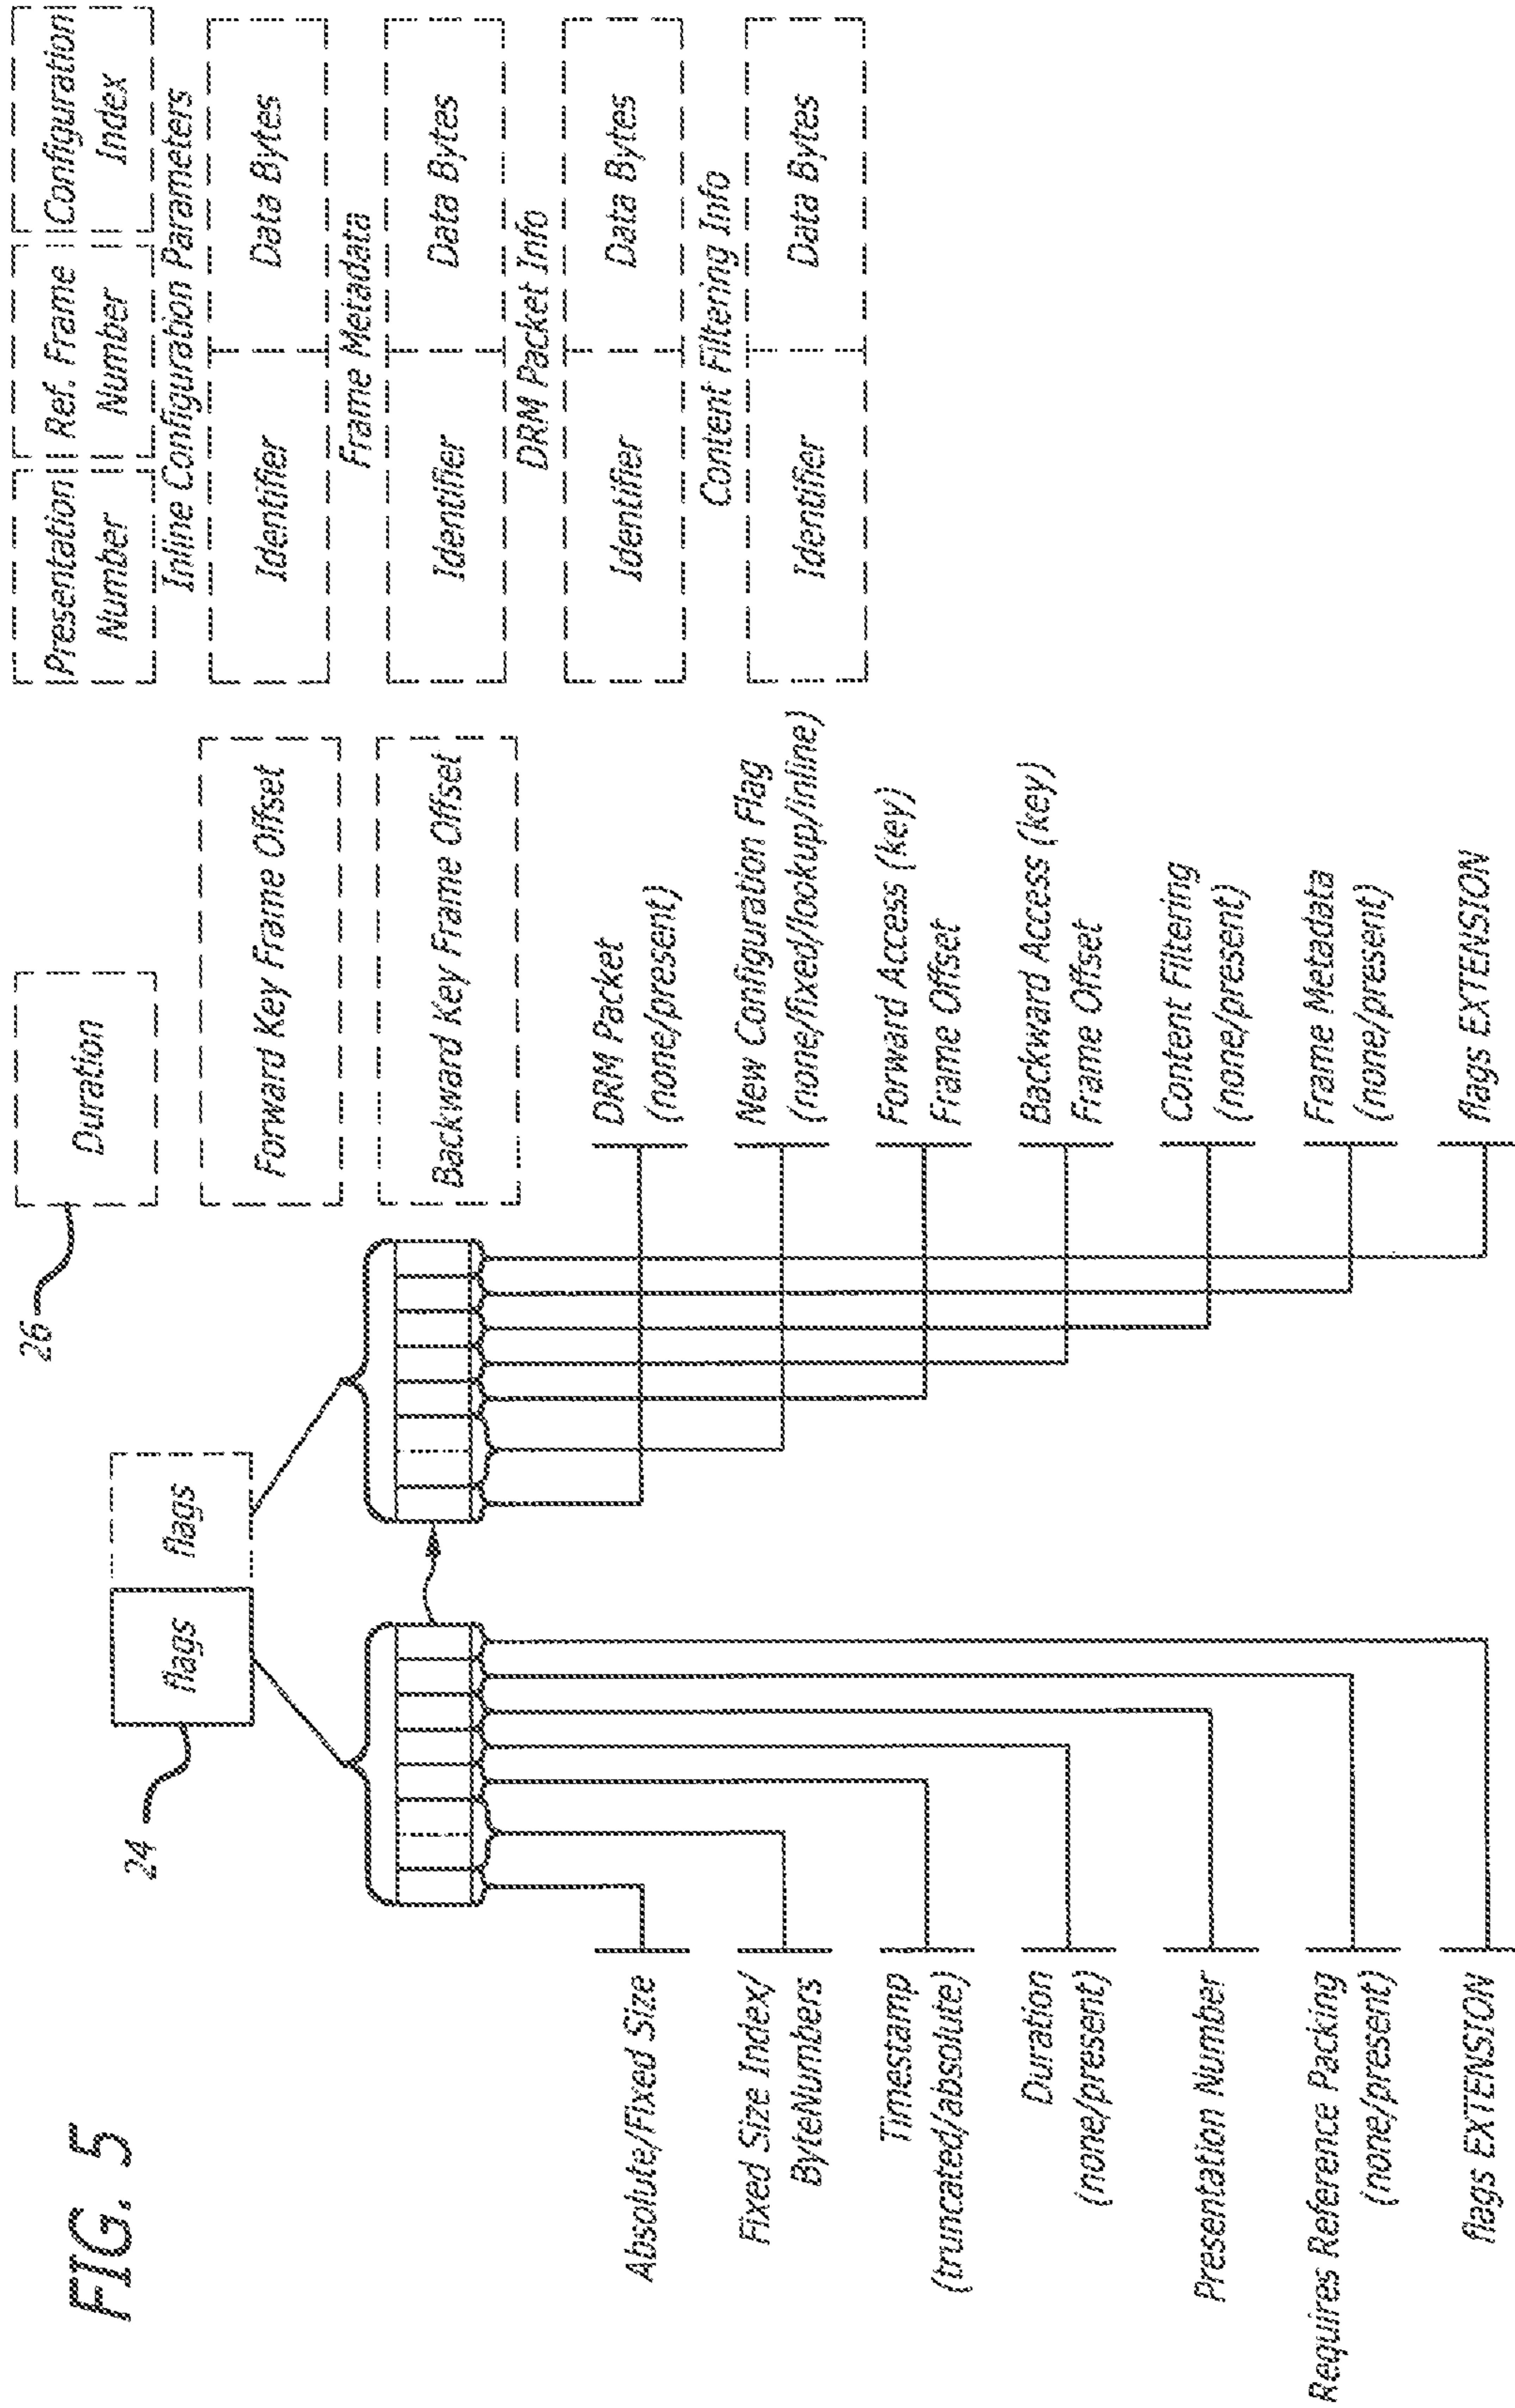 FIG. 5
24
flags
flags
26
Duration
Presentation
Number
Ref. Frame
Number
Configuration
Index
Inline Configuration Parameters
Forward Key Frame Offset
Identifier
Data Bytes
Frame Metadata
Backward Key Frame Offset
Identifier
Data Bytes
DRM Packet Info
Identifier
Data Bytes
Content Filtering Info
Identifier
Data Bytes
Absolute/Fixed Size
Fixed Size Index/
ByteNumbers
Timestamp
(truncated/absolute)
Duration
(none/present)
Presentation Number
Requires Reference Packing
(none/present)
flags EXTENSION
DRM Packet
(none/present)
New Configuration Flag
(none/fixed/lookup/inline)
Forward Access (key)
Frame Offset
Backward Access (key)
Frame Offset
Content Filtering
(none/present)
Frame Metadata
(none/present)
flags EXTENSION